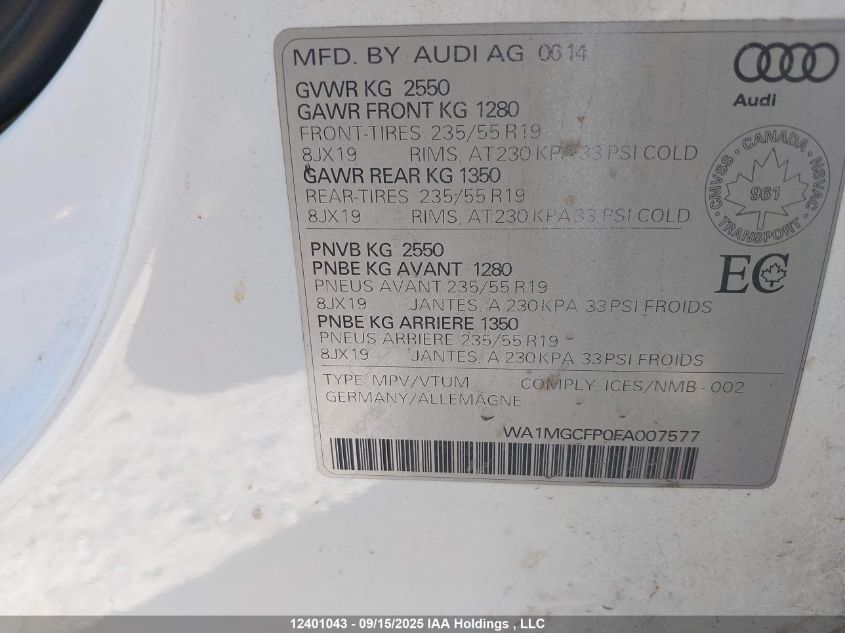 MFD. BY AUDI AG 0614
Audi
GVWR KG 2550
GAWR FRONT KG 1280
FRONT-TIRES 235/55 R19
8JX19 RIMS, AT 230 KPA 33 PSI COLD
GAWR REAR KG 1350
REAR-TIRES 235/55 R19
8JX19 RIMS, AT 230 KPA 33 PSI COLD
CANADA
CMVSS
NSVAC
961
TRANSPORT
PNVB KG 2550
PNBE KG AVANT 1280
PNEUS AVANT 235/55 R19
8JX19 JANTES, A 230 KPA 33 PSI FROIDS
EC
PNBE KG ARRIERE 1350
PNEUS ARRIERE 235/55 R19
8JX19 JANTES, A 230 KPA 33 PSI FROIDS
TYPE MPV/VTUM COMPLY. ICES/NMB - 002
GERMANY/ALLEMAGNE
WA1MGCFP0EA007577
12401043 - 09/15/2025 IAA Holdings , LLC